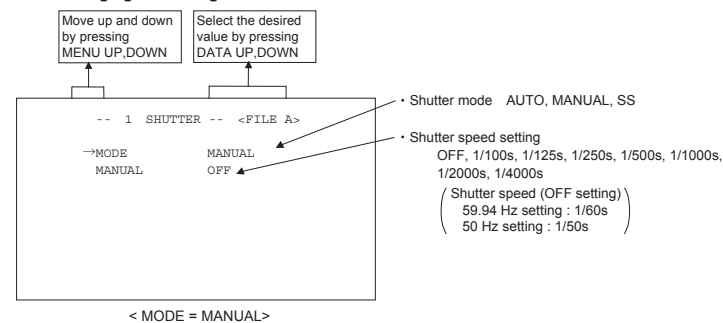 Move up and down
by pressing
MENU UP,DOWN
Select the desired
value by pressing
DATA UP,DOWN
-- 1 SHUTTER -- <FILE A>
→MODE MANUAL
MANUAL OFF
・Shutter mode AUTO, MANUAL, SS
・Shutter speed setting
OFF, 1/100s, 1/125s, 1/250s, 1/500s, 1/1000s,
1/2000s, 1/4000s
Shutter speed (OFF setting)
59.94 Hz setting : 1/60s
50 Hz setting : 1/50s
< MODE = MANUAL>